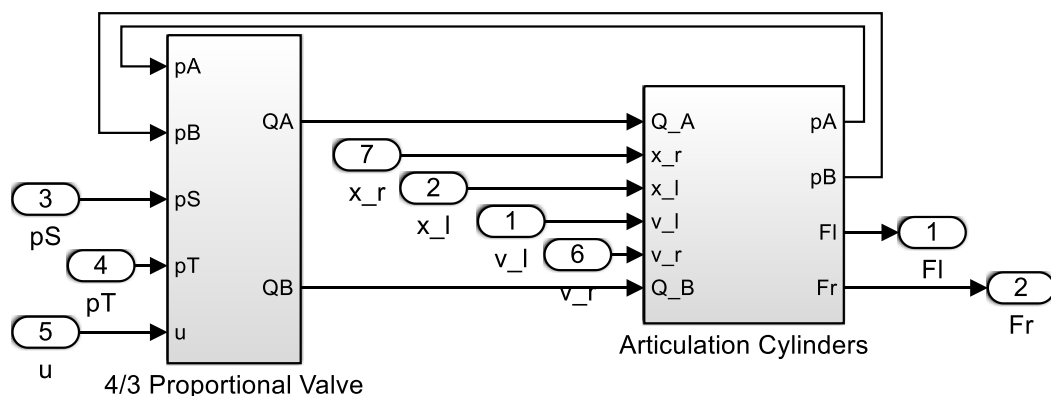 pA
pB
pS
pT
u
QA
QB
4/3 Proportional Valve
3
pS
4
pT
5
u
7
x_r
2
x_l
1
v_l
6
v_r
Q_A
x_r
x_l
v_l
v_r
Q_B
pA
pB
Fl
Fr
Articulation Cylinders
1
Fl
2
Fr